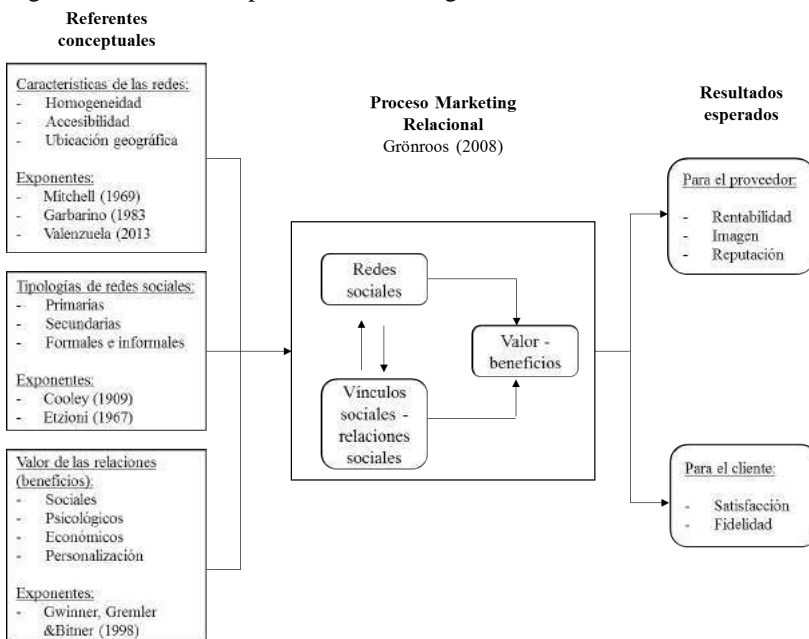 Referentes
conceptuales
Características de las redes:
- Homogeneidad
- Accesibilidad
- Ubicación geográfica
Exponentes:
- Mitchell (1969)
- Garbarino (1983
- Valenzuela (2013
Tipologías de redes sociales:
- Primarias
- Secundarias
- Formales e informales
Exponentes:
- Cooley (1909)
- Etzioni (1967)
Valor de las relaciones
(beneficios):
- Sociales
- Psicológicos
- Económicos
- Personalización
Exponentes:
- Gwinner, Gremler
&Bitner (1998)
Proceso Marketing
Relacional
Grönroos (2008)
Redes
sociales
Vínculos
sociales -
relaciones
sociales
Valor -
beneficios
Resultados
esperados
Para el proveedor:
- Rentabilidad
- Imagen
- Reputación
Para el cliente:
- Satisfacción
- Fidelidad